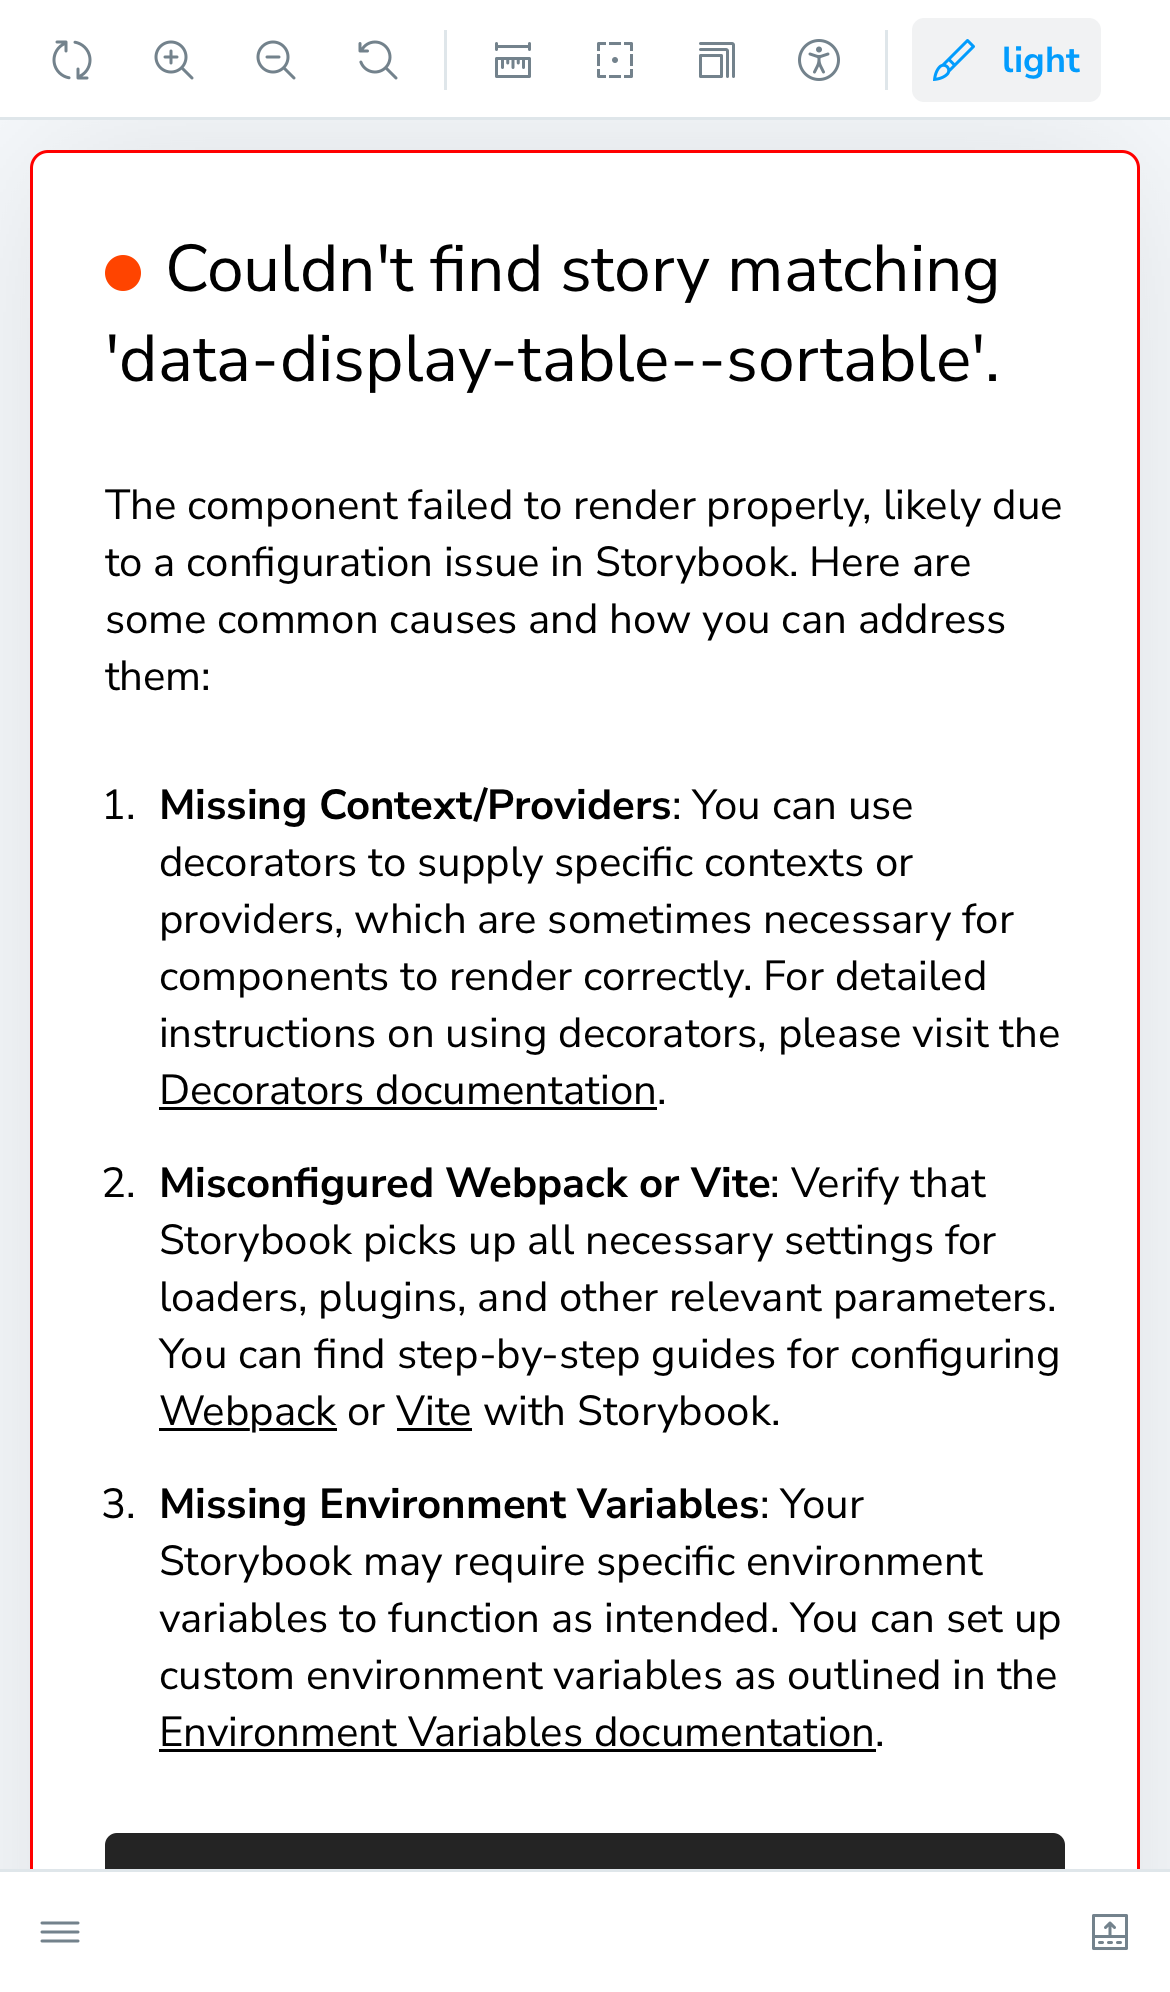 light
Couldn't find story matching
'data-display-table--sortable'.
The component failed to render properly, likely due
to a configuration issue in Storybook. Here are
some common causes and how you can address
them:
1. Missing Context/Providers: You can use
decorators to supply specific contexts or
providers, which are sometimes necessary for
components to render correctly. For detailed
instructions on using decorators, please visit the
Decorators documentation.
2. Misconfigured Webpack or Vite: Verify that
Storybook picks up all necessary settings for
loaders, plugins, and other relevant parameters.
You can find step-by-step guides for configuring
Webpack or Vite with Storybook.
3. Missing Environment Variables: Your
Storybook may require specific environment
variables to function as intended. You can set up
custom environment variables as outlined in the
Environment Variables documentation.